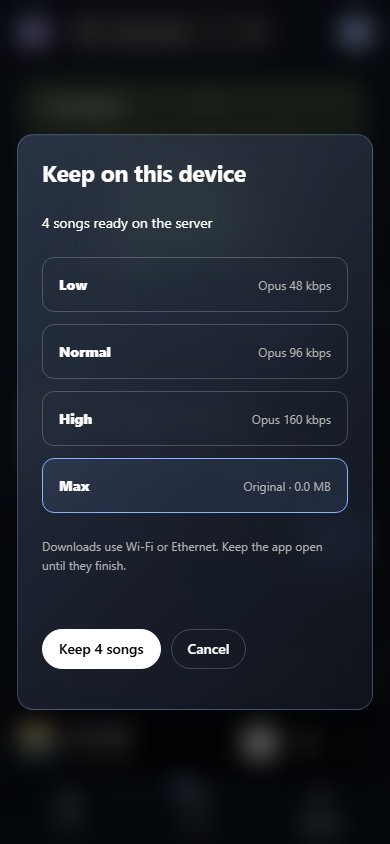 Keep on this device
4 songs ready on the server
Low Opus 48 kbps
Normal Opus 96 kbps
High Opus 160 kbps
Max Original · 0.0 MB
Downloads use Wi-Fi or Ethernet. Keep the app open
until they finish.
Keep 4 songs Cancel